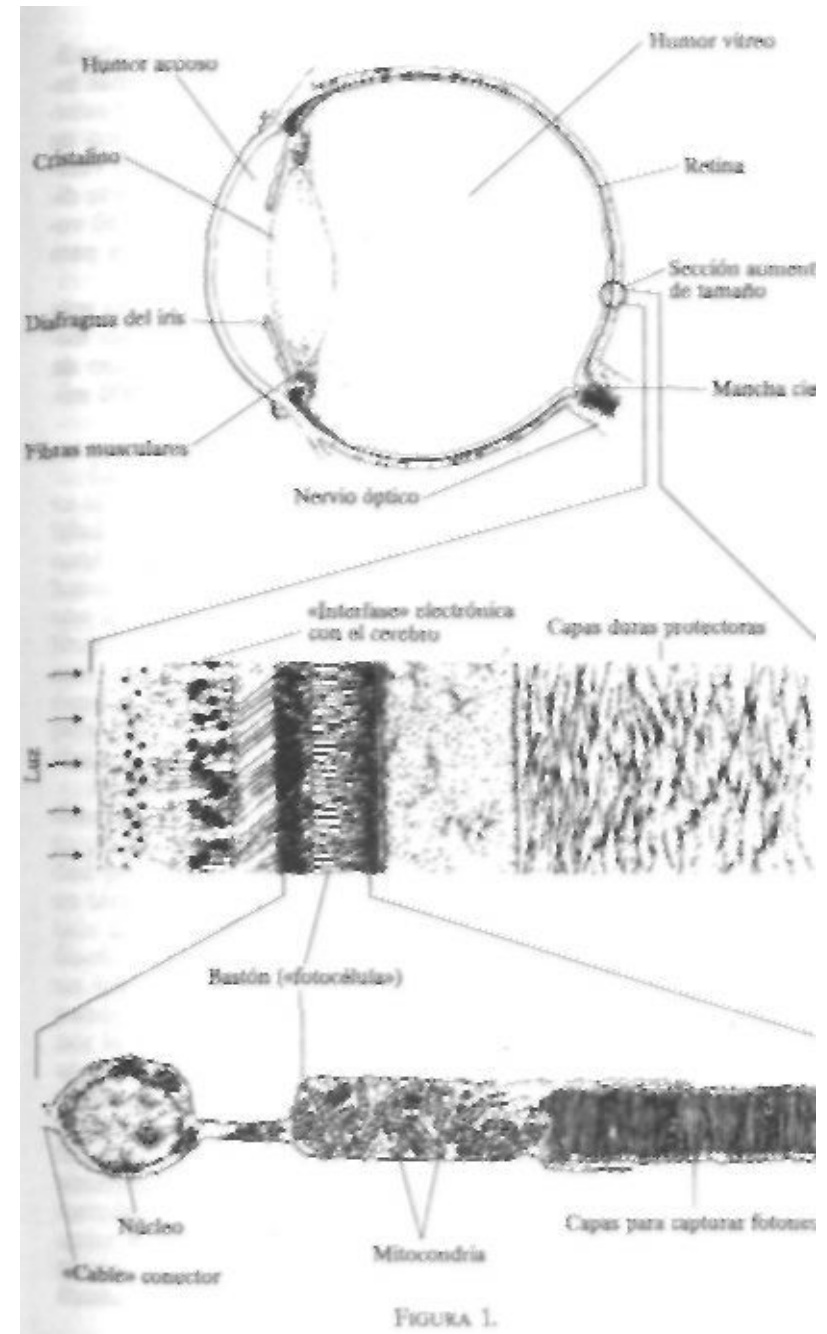 Humor vítreo
Humor acuoso
Cristalino
Retina
Sección aument
de tamaño
Diafragma del iris
Mancha cie
Fibras musculares
Nervio óptico
«Interfase» electrónica
con el cerebro
Capas duras protectoras
Luz
Bastón («fotocélula»)
Núcleo
«Cable» conector
Mitocondria
Capas para capturar fotones
FIGURA 1.